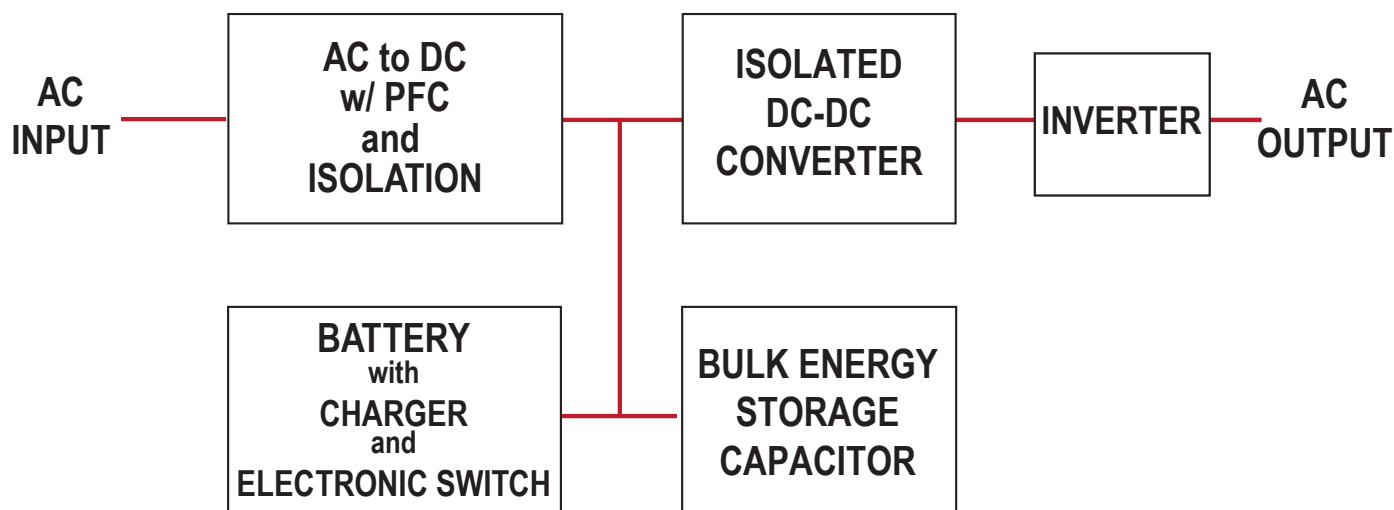 AC
INPUT
AC to DC
w/ PFC
and
ISOLATION
ISOLATED
DC-DC
CONVERTER
INVERTER
AC
OUTPUT
BATTERY
with
CHARGER
and
ELECTRONIC SWITCH
BULK ENERGY
STORAGE
CAPACITOR